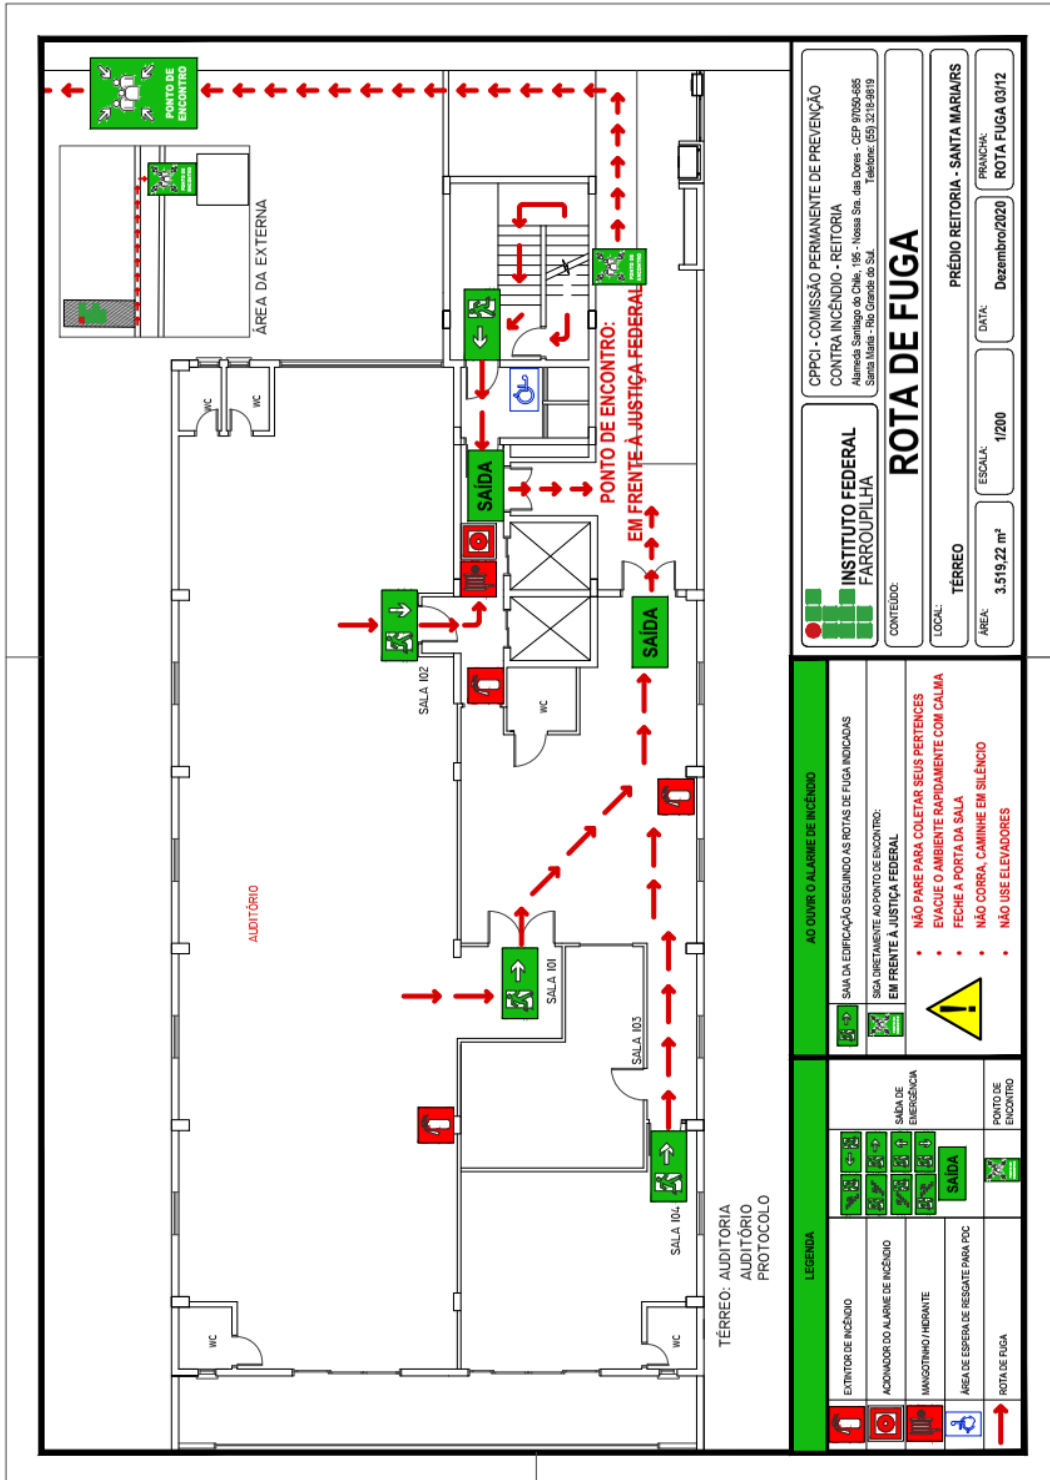 PONTO DE
ENCONTRO
PONTO DE
ENCONTRO
ÁREA DA EXTERNA
WC
WC
PONTO DE
ENCONTRO
PONTO DE ENCONTRO:
EM FRENTE À JUSTIÇA FEDERAL
SAÍDA
SALA 102
WC
SAÍDA
AUDITÓRIO
SALA 101
SALA 103
SALA 104
WC
WC
TÉRREO: AUDITORIA
AUDITÓRIO
PROTOCOLO
LEGENDA
EXTINTOR DE INCÊNDIO
ACIONADOR DO ALARME DE INCÊNDIO
MANGOTINHO / HIDRANTE
ÁREA DE ESPERA DE RESGATE PARA PDC
ROTA DE FUGA
SAÍDA
SAÍDA DE
EMERGÊNCIA
PONTO DE
ENCONTRO
AO OUVIR O ALARME DE INCÊNDIO
SAIA DA EDIFICAÇÃO SEGUINDO AS ROTAS DE FUGA INDICADAS
SIGA DIRETAMENTE AO PONTO DE ENCONTRO:
EM FRENTE À JUSTIÇA FEDERAL
• NÃO PARE PARA COLETAR SEUS PERTENCES
• EVACUE O AMBIENTE RAPIDAMENTE COM CALMA
• FECHE A PORTA DA SALA
• NÃO CORRA, CAMINHE EM SILÊNCIO
• NÃO USE ELEVADORES
INSTITUTO FEDERAL
FARROUPILHA
CPPCI - COMISSÃO PERMANENTE DE PREVENÇÃO
CONTRA INCÊNDIO - REITORIA
Alameda Santiago do Chile, 195 - Nossa Sra. das Dores - CEP 97050-685
Santa Maria - Rio Grande do Sul. Telefone: (55) 3218-9819
CONTEÚDO:
ROTA DE FUGA
LOCAL:
TÉRREO
PRÉDIO REITORIA - SANTA MARIA/RS
ÁREA:
3.519,22 m²
ESCALA:
1/200
DATA:
Dezembro/2020
PRANCHA:
ROTA FUGA 03/12